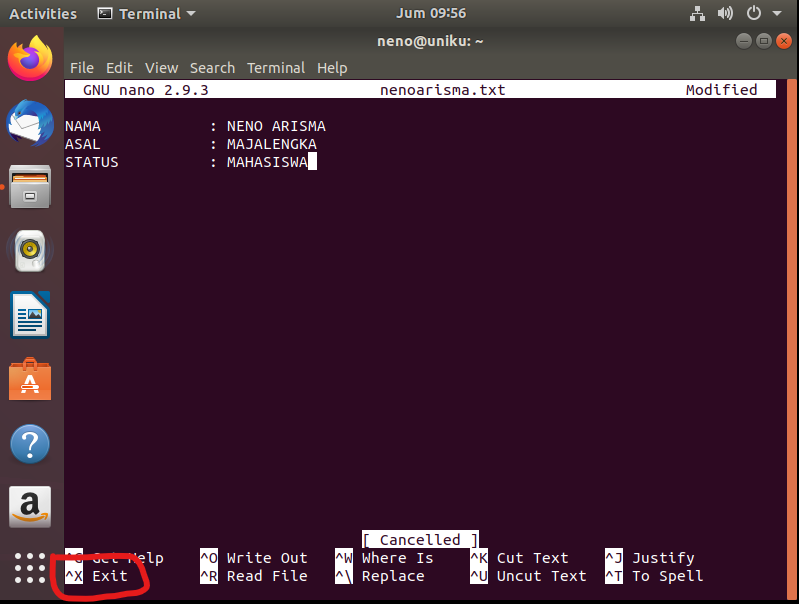 Activities Terminal Jum 09:56
neno@uniku: ~
File Edit View Search Terminal Help
GNU nano 2.9.3 nenoarisma.txt Modified
NAMA : NENO ARISMA
ASAL : MAJALENGKA
STATUS : MAHASISWA
[ Cancelled ]
^G Get Help ^O Write Out ^W Where Is ^K Cut Text ^J Justify
^X Exit ^R Read File ^\ Replace ^U Uncut Text ^T To Spell